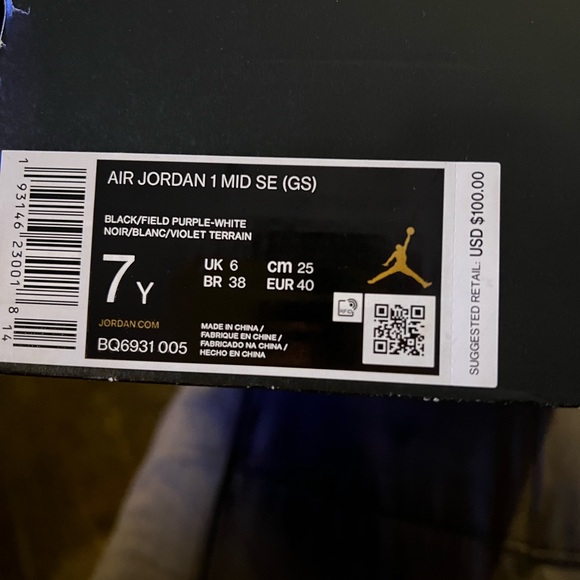 AIR JORDAN 1 MID SE (GS)
BLACK/FIELD PURPLE-WHITE
NOIR/BLANC/VIOLET TERRAIN
7Y
UK 6
cm 25
BR 38
EUR 40
JORDAN.COM
BQ6931 005
MADE IN CHINA /
FABRIQUE EN CHINE /
FABRICADO NA CHINA /
HECHO EN CHINA
RFID
SUGGESTED RETAIL: USD $100.00
1 93146 23001 8 14